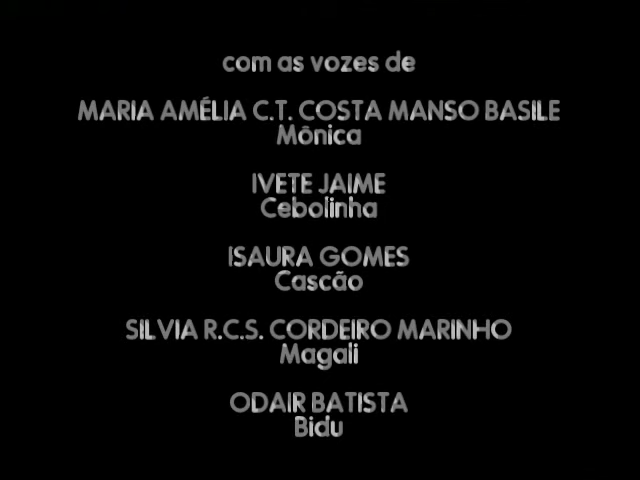 com as vozes de
MARIA AMÉLIA C.T. COSTA MANSO BASILE
Mônica
IVETE JAIME
Cebolinha
ISAURA GOMES
Cascão
SILVIA R.C.S. CORDEIRO MARINHO
Magali
ODAIR BATISTA
Bidu